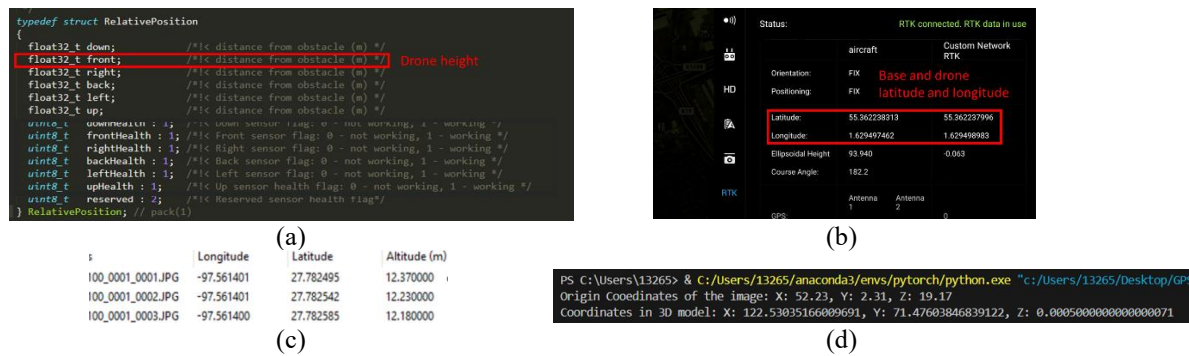 typedef struct RelativePosition
{
float32_t down; /*!< distance from obstacle (m) */
float32_t front; /*!< distance from obstacle (m) */ Drone height
float32_t right; /*!< distance from obstacle (m) */
float32_t back; /*!< distance from obstacle (m) */
float32_t left; /*!< distance from obstacle (m) */
float32_t up; /*!< distance from obstacle (m) */
uint8_t downHealth : 1; /*!< Down sensor flag: 0 - not working, 1 - working */
uint8_t frontHealth : 1; /*!< Front sensor flag: 0 - not working, 1 - working */
uint8_t rightHealth : 1; /*!< Right sensor flag: 0 - not working, 1 - working */
uint8_t backHealth : 1; /*!< Back sensor flag: 0 - not working, 1 - working */
uint8_t leftHealth : 1; /*!< Left sensor flag: 0 - not working, 1 - working */
uint8_t upHealth : 1; /*!< Up sensor health flag: 0 - not working, 1 - working */
uint8_t reserved : 2; /*!< Reserved sensor health flag*/
} RelativePosition; // pack(1)
(a)
Status: RTK connected. RTK data in use
aircraft Custom Network RTK
Orientation: FIX
Positioning: FIX
Base and drone
latitude and longitude
HD
Latitude: 55.362238313 55.362237996
Longitude: 1.629497462 1.629498983
Ellipsoidal Height 93.940 -0.063
Course Angle: 182.2
RTK
Antenna 1 Antenna 2
GPS: 0
(b)
s Longitude Latitude Altitude (m)
100_0001_0001.JPG -97.561401 27.782495 12.370000
100_0001_0002.JPG -97.561401 27.782542 12.230000
100_0001_0003.JPG -97.561400 27.782585 12.180000
(c)
PS C:\Users\13265> & C:/Users/13265/anaconda3/envs/pytorch/python.exe "c:/Users/13265/Desktop/GPS
Origin Cooedinates of the image: X: 52.23, Y: 2.31, Z: 19.17
Coordinates in 3D model: X: 122.53035166009691, Y: 71.47603846839122, Z: 0.0005000000000000071
(d)